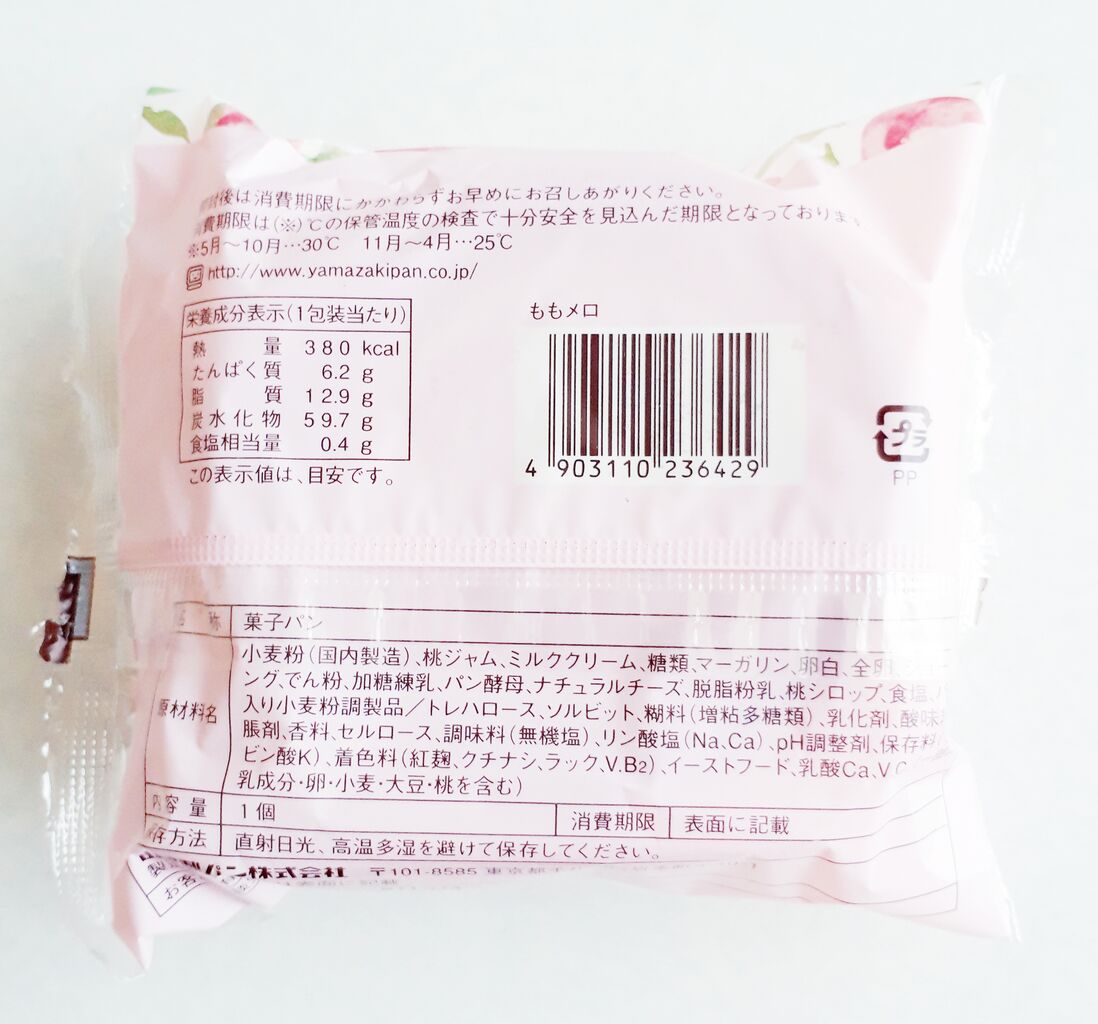 後は消費期限にかかわらずお早めにお召しあがりください。
費期限は(※)℃の保管温度の検査で十分安全を見込んだ期限となっております
※5月～10月…30℃ 11月～4月…25℃
http://www.yamazakipan.co.jp/
栄養成分表示(1包装当たり)
熱量 380 kcal
たんぱく質 6.2 g
脂質 12.9 g
炭水化物 59.7 g
食塩相当量 0.4 g
この表示値は、目安です。
ももメロ
4 903110 236429
プラ
PP
称 菓子パン
原材料名
小麦粉(国内製造)、桃ジャム、ミルククリーム、糖類、マーガリン、卵白、全卵、
ング、でん粉、加糖練乳、パン酵母、ナチュラルチーズ、脱脂粉乳、桃シロップ、食塩、
入り小麦粉調製品／トレハロース、ソルビット、糊料(増粘多糖類)、乳化剤、酸味
脹剤、香料、セルロース、調味料(無機塩)、リン酸塩(Na、Ca)、pH調整剤、保存料
ビン酸K)、着色料(紅麹、クチナシ、ラック、V.B2)、イーストフード、乳酸Ca、V.C
乳成分・卵・小麦・大豆・桃を含む)
内容量 1個 消費期限 表面に記載
存方法 直射日光、高温多湿を避けて保存してください。
パン株式会社 〒101-8585 東京都
お客